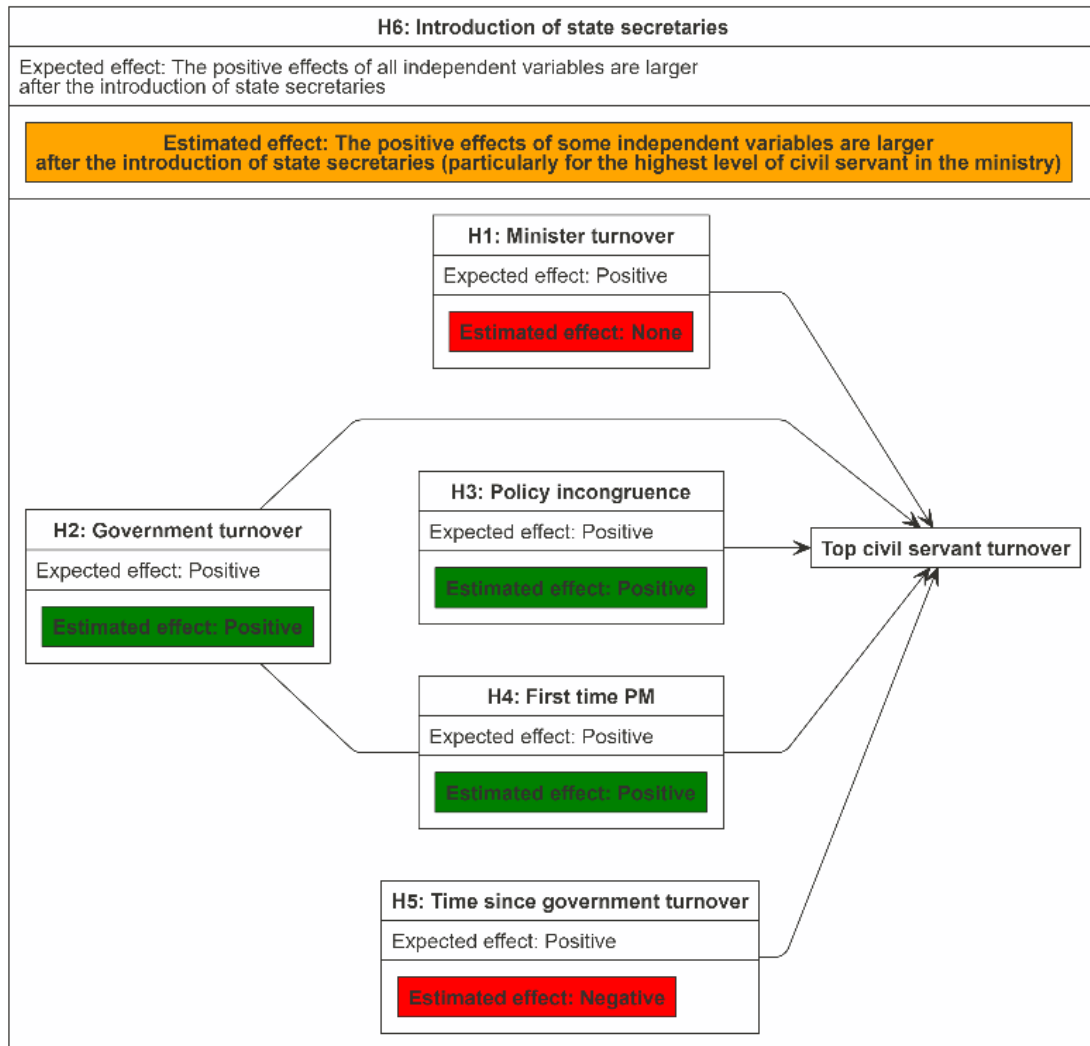 H6: Introduction of state secretaries
Expected effect: The positive effects of all independent variables are larger
after the introduction of state secretaries
Estimated effect: The positive effects of some independent variables are larger
after the introduction of state secretaries (particularly for the highest level of civil servant in the ministry)
H1: Minister turnover
Expected effect: Positive
Estimated effect: None
H2: Government turnover
Expected effect: Positive
Estimated effect: Positive
H3: Policy incongruence
Expected effect: Positive
Estimated effect: Positive
Top civil servant turnover
H4: First time PM
Expected effect: Positive
Estimated effect: Positive
H5: Time since government turnover
Expected effect: Positive
Estimated effect: Negative